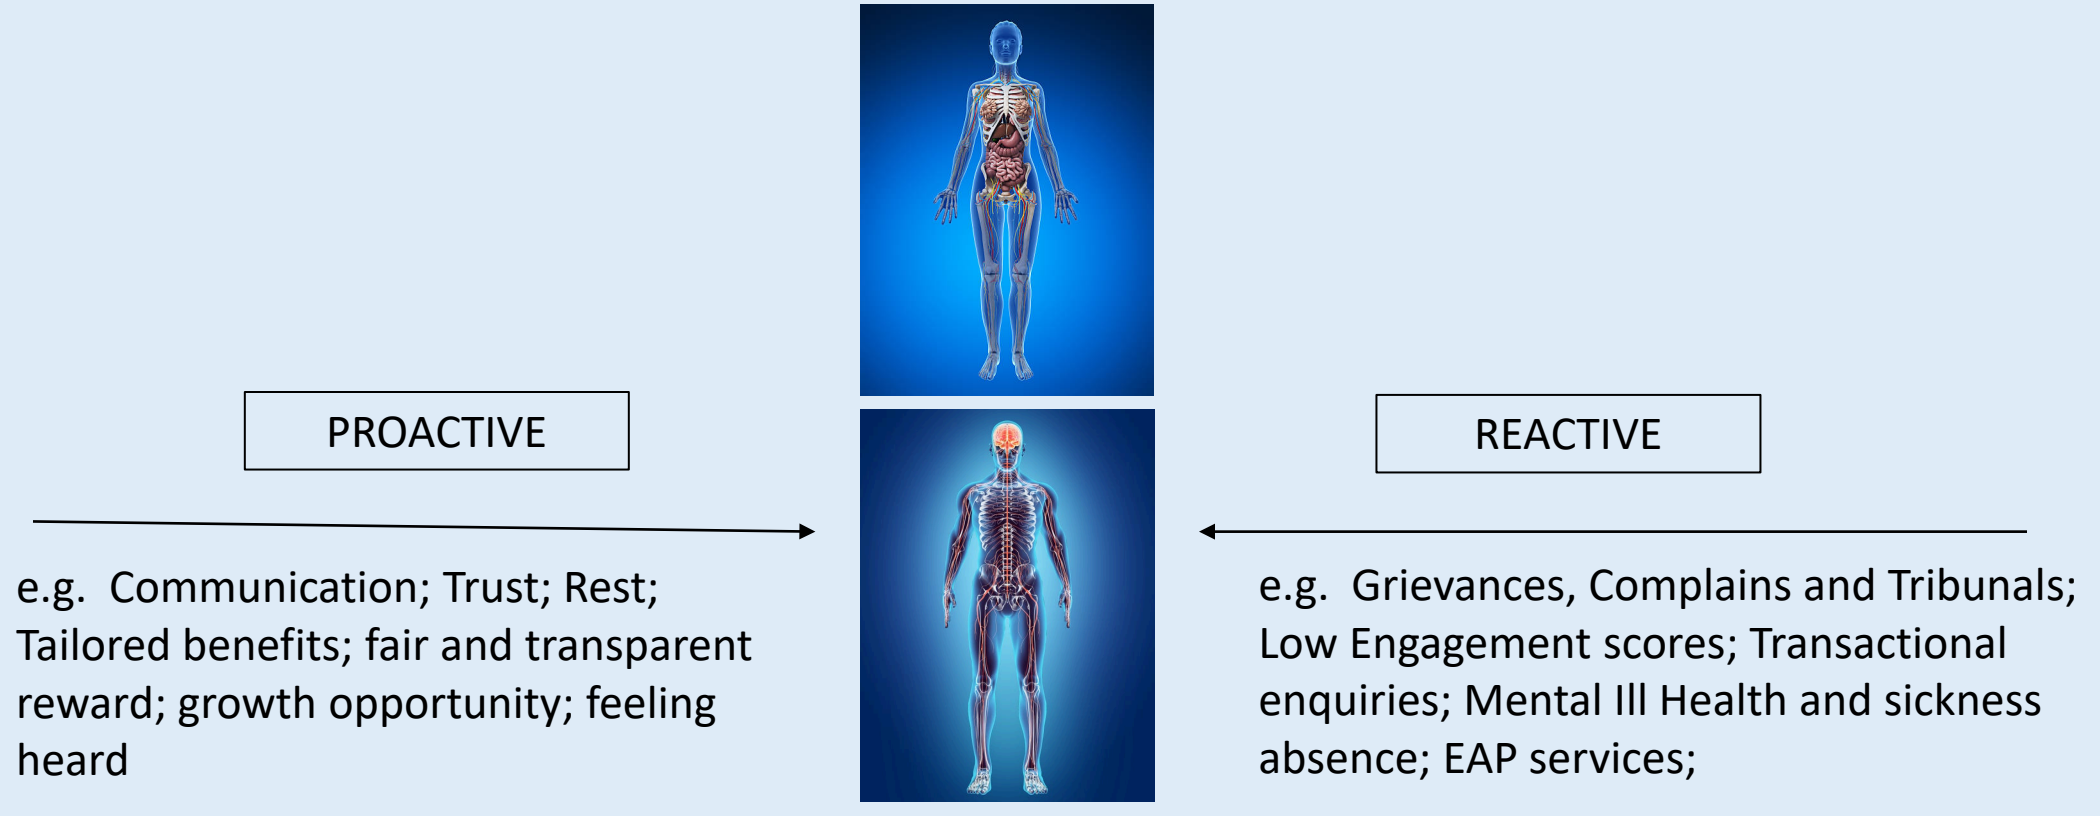 PROACTIVE
e.g.  Communication; Trust; Rest;
Tailored benefits; fair and transparent
reward; growth opportunity; feeling
heard
REACTIVE
e.g.  Grievances, Complains and Tribunals;
Low Engagement scores; Transactional
enquiries; Mental Ill Health and sickness
absence; EAP services;